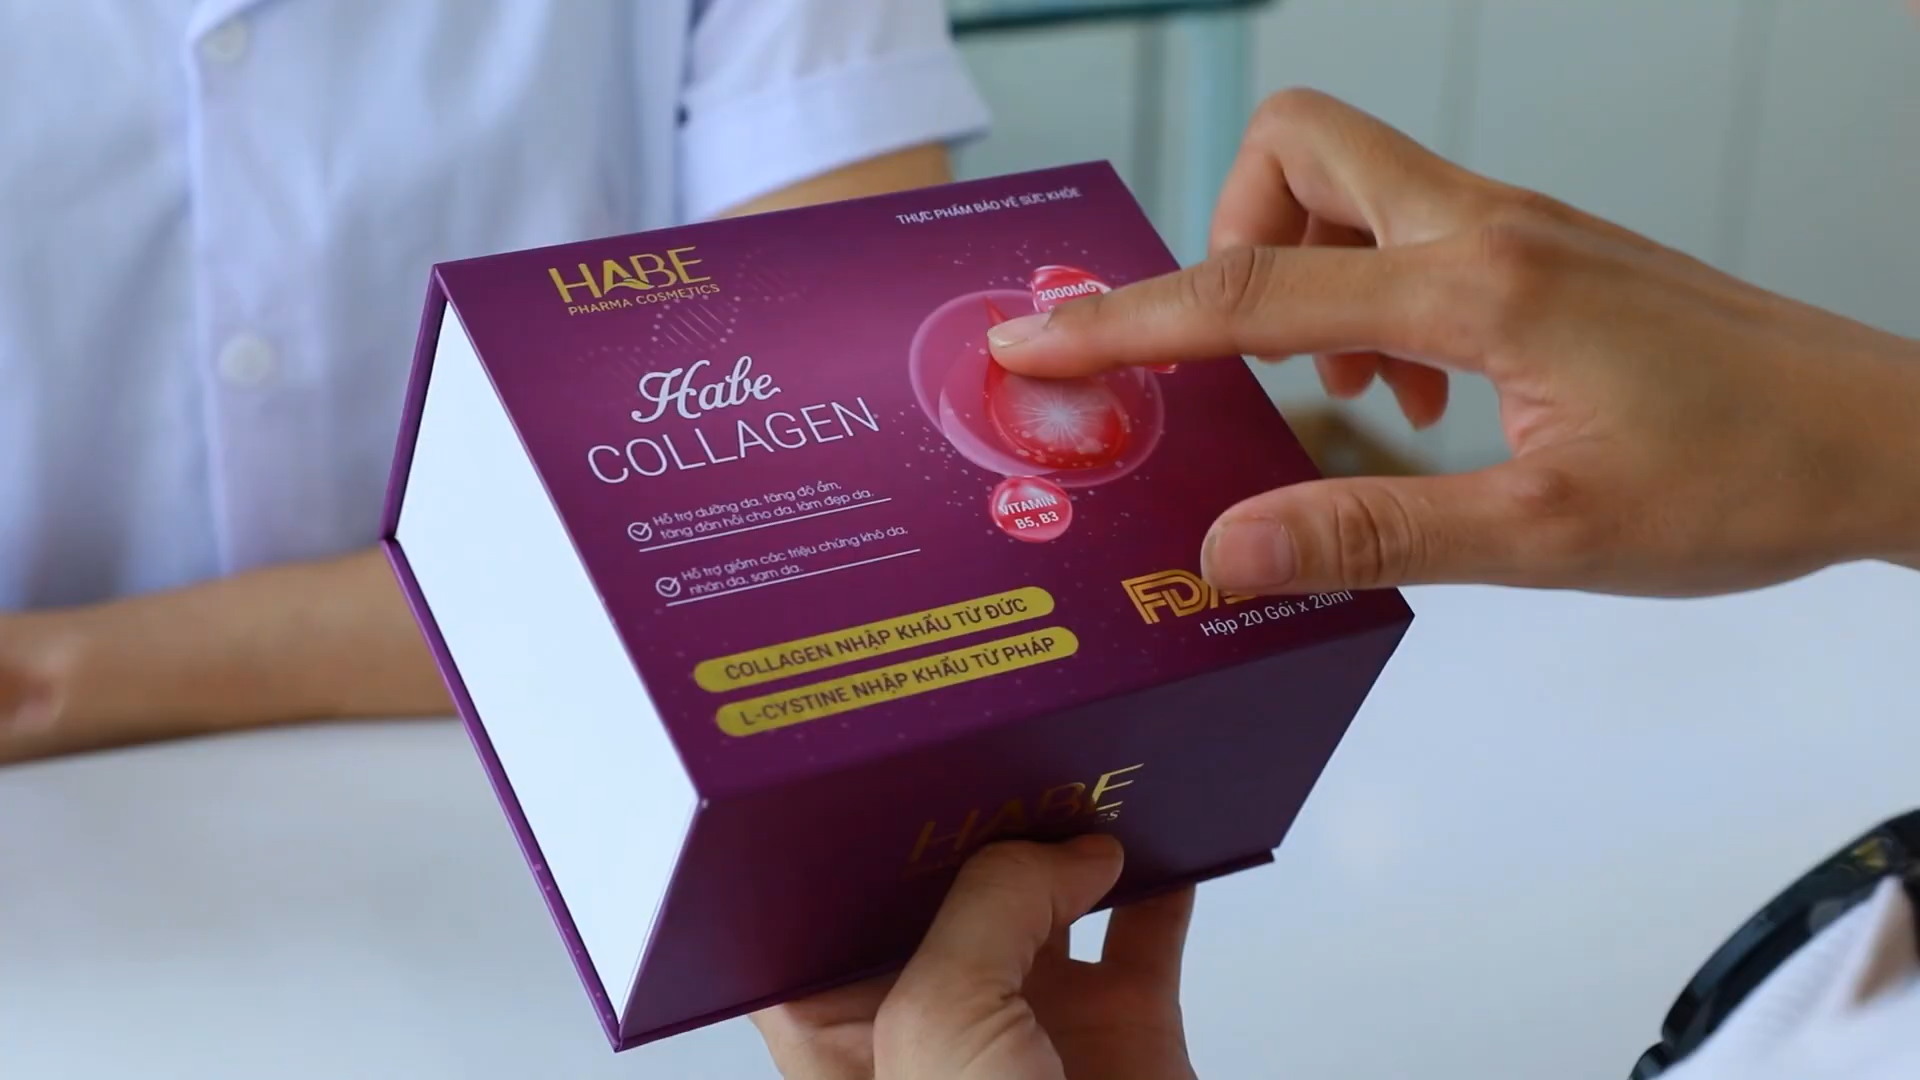 THỰC PHẨM BẢO VỆ SỨC KHỎE
HABE
PHARMA COSMETICS
2000MG
Habe
COLLAGEN
Hỗ trợ dưỡng da, tăng độ ẩm,
tăng đàn hồi cho da, làm đẹp da.
VITAMIN
B5, B3
Hỗ trợ giảm các triệu chứng khô da,
nhăn da, sạm da.
COLLAGEN NHẬP KHẨU TỪ ĐỨC
L-CYSTINE NHẬP KHẨU TỪ PHÁP
FDA
Hộp 20 Gói x 20ml
HABE